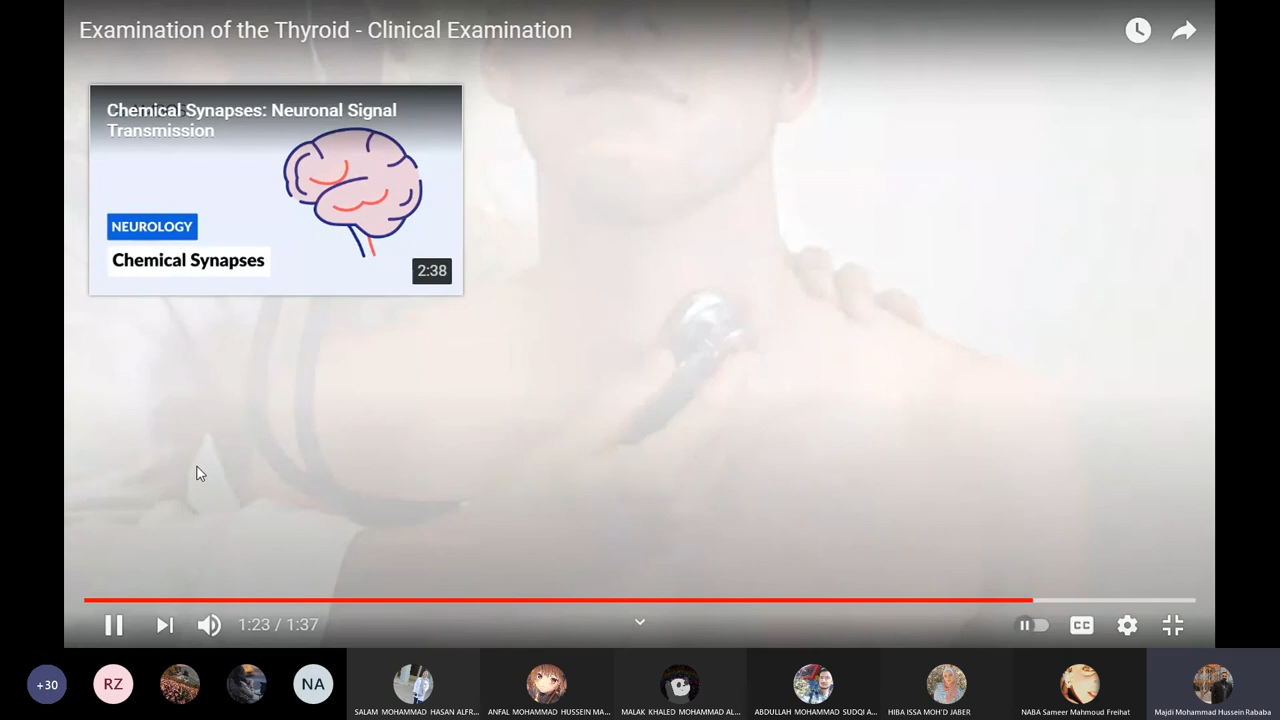 Examination of the Thyroid - Clinical Examination
Chemical Synapses: Neuronal Signal
Transmission
NEUROLOGY
Chemical Synapses
2:38
1:23 / 1:37
CC
+30
RZ
NA
SALAM MOHAMMAD HASAN ALFR...
ANFAL MOHAMMAD HUSSEIN MA...
MALAK KHALED MOHAMMAD AL...
ABDULLAH MOHAMMAD SUDQI A...
HIBA ISSA MOH'D JABER
NABA Sameer Mahmoud Freihat
Majdi Mohammad Hussein Rababa